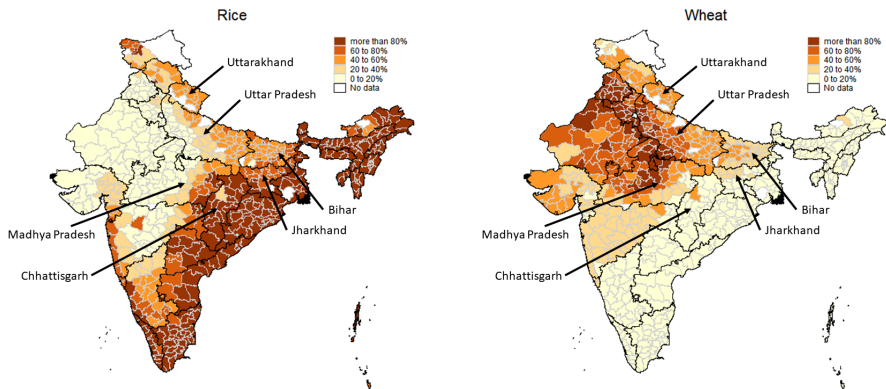 Rice
more than 80%
60 to 80%
40 to 60%
20 to 40%
0 to 20%
No data
Uttarakhand
Uttar Pradesh
Bihar
Jharkhand
Madhya Pradesh
Chhattisgarh
Wheat
more than 80%
60 to 80%
40 to 60%
20 to 40%
0 to 20%
No data
Uttarakhand
Uttar Pradesh
Bihar
Jharkhand
Madhya Pradesh
Chhattisgarh